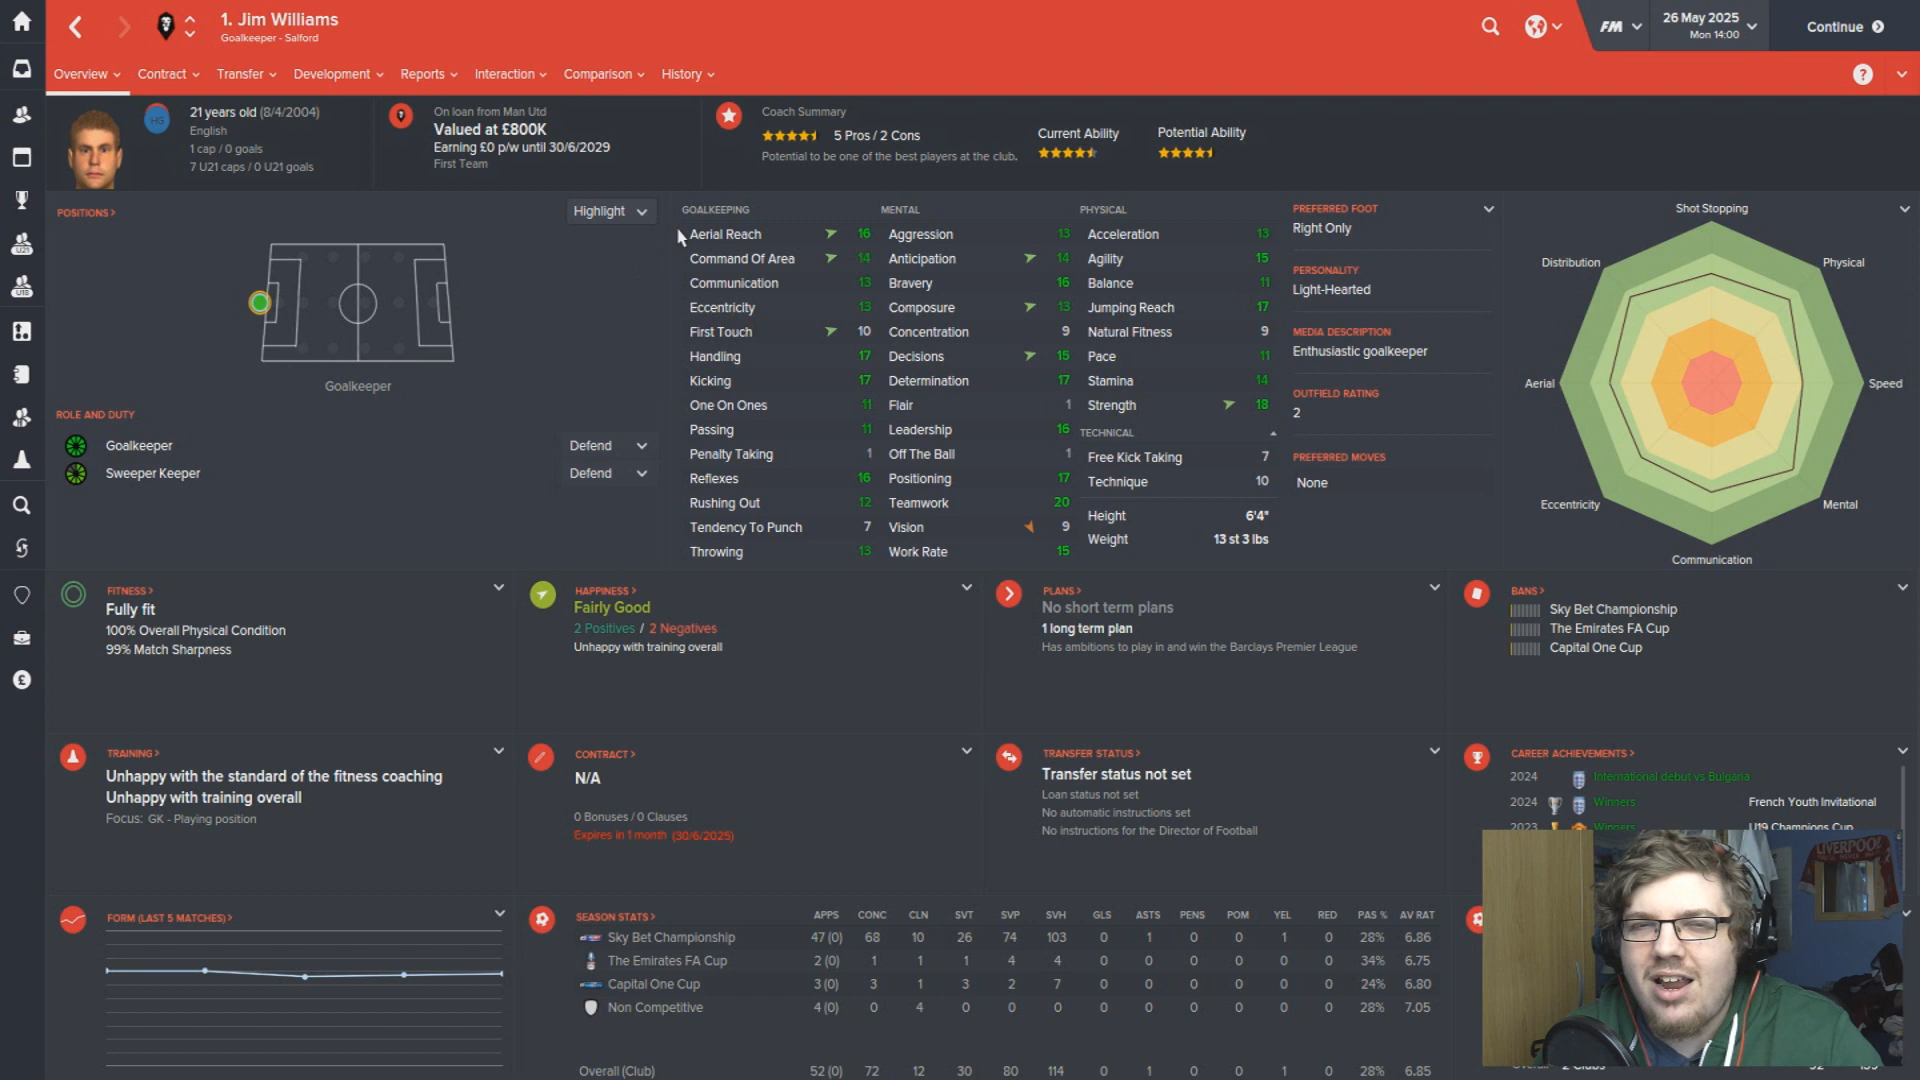 1. Jim Williams
Goalkeeper - Salford
FM
26 May 2025
Mon 14:00
Continue
Overview
Contract
Transfer
Development
Reports
Interaction
Comparison
History
?
HG
21 years old (8/4/2004)
English
1 cap / 0 goals
7 U21 caps / 0 U21 goals
On loan from Man Utd
Valued at £800K
Earning £0 p/w until 30/6/2029
First Team
Coach Summary
5 Pros / 2 Cons
Potential to be one of the best players at the club.
Current Ability
Potential Ability
POSITIONS >
Highlight
Goalkeeper
ROLE AND DUTY
Goalkeeper Defend
Sweeper Keeper Defend
GOALKEEPING
Aerial Reach 16
Command Of Area 14
Communication 13
Eccentricity 13
First Touch 10
Handling 17
Kicking 17
One On Ones 11
Passing 11
Penalty Taking 1
Reflexes 16
Rushing Out 12
Tendency To Punch 7
Throwing 13
MENTAL
Aggression 13
Anticipation 14
Bravery 16
Composure 13
Concentration 9
Decisions 15
Determination 17
Flair 1
Leadership 16
Off The Ball 1
Positioning 17
Teamwork 20
Vision 9
Work Rate 15
PHYSICAL
Acceleration 13
Agility 15
Balance 11
Jumping Reach 17
Natural Fitness 9
Pace 11
Stamina 14
Strength 18
TECHNICAL
Free Kick Taking 7
Technique 10
Height 6'4"
Weight 13 st 3 lbs
PREFERRED FOOT
Right Only
PERSONALITY
Light-Hearted
MEDIA DESCRIPTION
Enthusiastic goalkeeper
OUTFIELD RATING
2
PREFERRED MOVES
None
Shot Stopping
Distribution
Physical
Aerial
Speed
Eccentricity
Mental
Communication
U21
U18
FITNESS >
Fully fit
100% Overall Physical Condition
99% Match Sharpness
HAPPINESS >
Fairly Good
2 Positives / 2 Negatives
Unhappy with training overall
PLANS >
No short term plans
1 long term plan
Has ambitions to play in and win the Barclays Premier League
BANS >
Sky Bet Championship
The Emirates FA Cup
Capital One Cup
TRAINING >
Unhappy with the standard of the fitness coaching
Unhappy with training overall
Focus: GK - Playing position
CONTRACT >
N/A
0 Bonuses / 0 Clauses
Expires in 1 month (30/6/2025)
TRANSFER STATUS >
Transfer status not set
Loan status not set
No automatic instructions set
No instructions for the Director of Football
CAREER ACHIEVEMENTS >
2024 International debut vs Bulgaria
2024 Winners French Youth Invitational
2023 Winners U19 Champions Cup
FORM (LAST 5 MATCHES) >
SEASON STATS > APPS CONC CLN SVT SVP SVH GLS ASTS PENS POM YEL RED PAS % AV RAT
Sky Bet Championship 47 (0) 68 10 26 74 103 0 1 0 0 1 0 28% 6.86
The Emirates FA Cup 2 (0) 1 1 1 4 4 0 0 0 0 0 0 34% 6.75
Capital One Cup 3 (0) 3 1 3 2 7 0 0 0 0 0 0 24% 6.80
Non Competitive 4 (0) 0 4 0 0 0 0 0 0 0 0 0 28% 7.05
Overall (Club) 52 (0) 72 12 30 80 114 0 1 0 0 1 0 28% 6.85
LIVERPOOL